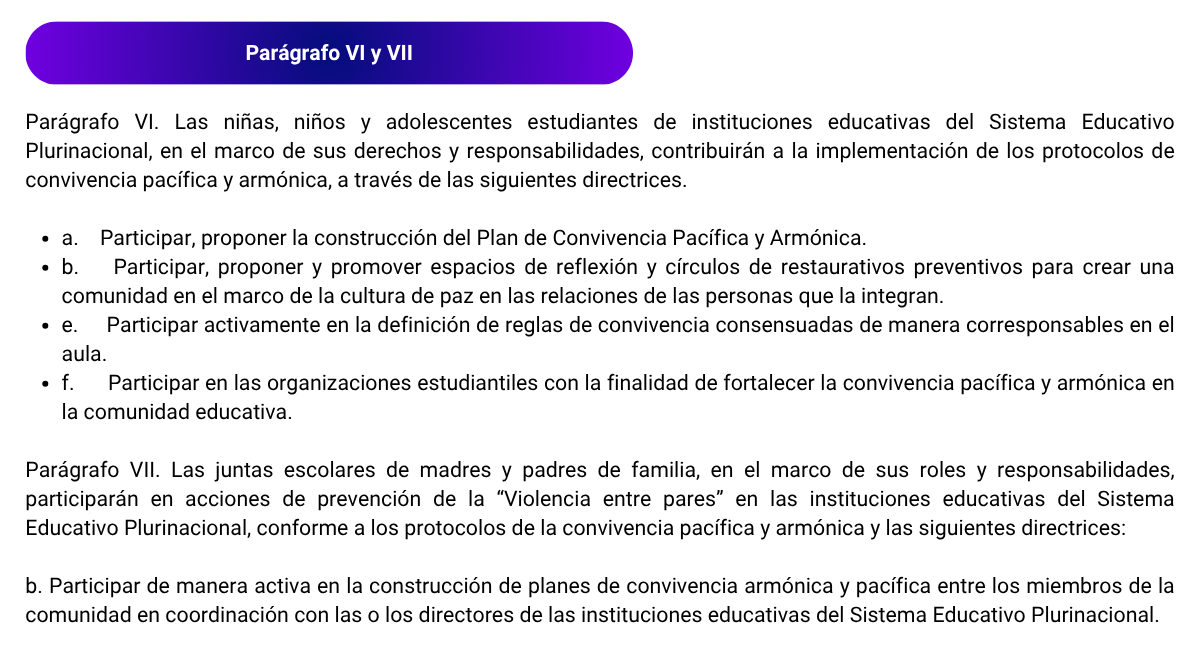 Parágrafo VI y VII
Parágrafo VI. Las niñas, niños y adolescentes estudiantes de instituciones educativas del Sistema Educativo
Plurinacional, en el marco de sus derechos y responsabilidades, contribuirán a la implementación de los protocolos de
convivencia pacífica y armónica, a través de las siguientes directrices.
• a. Participar, proponer la construcción del Plan de Convivencia Pacífica y Armónica.
• b. Participar, proponer y promover espacios de reflexión y círculos de restaurativos preventivos para crear una
comunidad en el marco de la cultura de paz en las relaciones de las personas que la integran.
• e. Participar activamente en la definición de reglas de convivencia consensuadas de manera corresponsables en el
aula.
• f. Participar en las organizaciones estudiantiles con la finalidad de fortalecer la convivencia pacífica y armónica en
la comunidad educativa.
Parágrafo VII. Las juntas escolares de madres y padres de familia, en el marco de sus roles y responsabilidades,
participarán en acciones de prevención de la “Violencia entre pares” en las instituciones educativas del Sistema
Educativo Plurinacional, conforme a los protocolos de la convivencia pacífica y armónica y las siguientes directrices:
b. Participar de manera activa en la construcción de planes de convivencia armónica y pacífica entre los miembros de la
comunidad en coordinación con las o los directores de las instituciones educativas del Sistema Educativo Plurinacional.